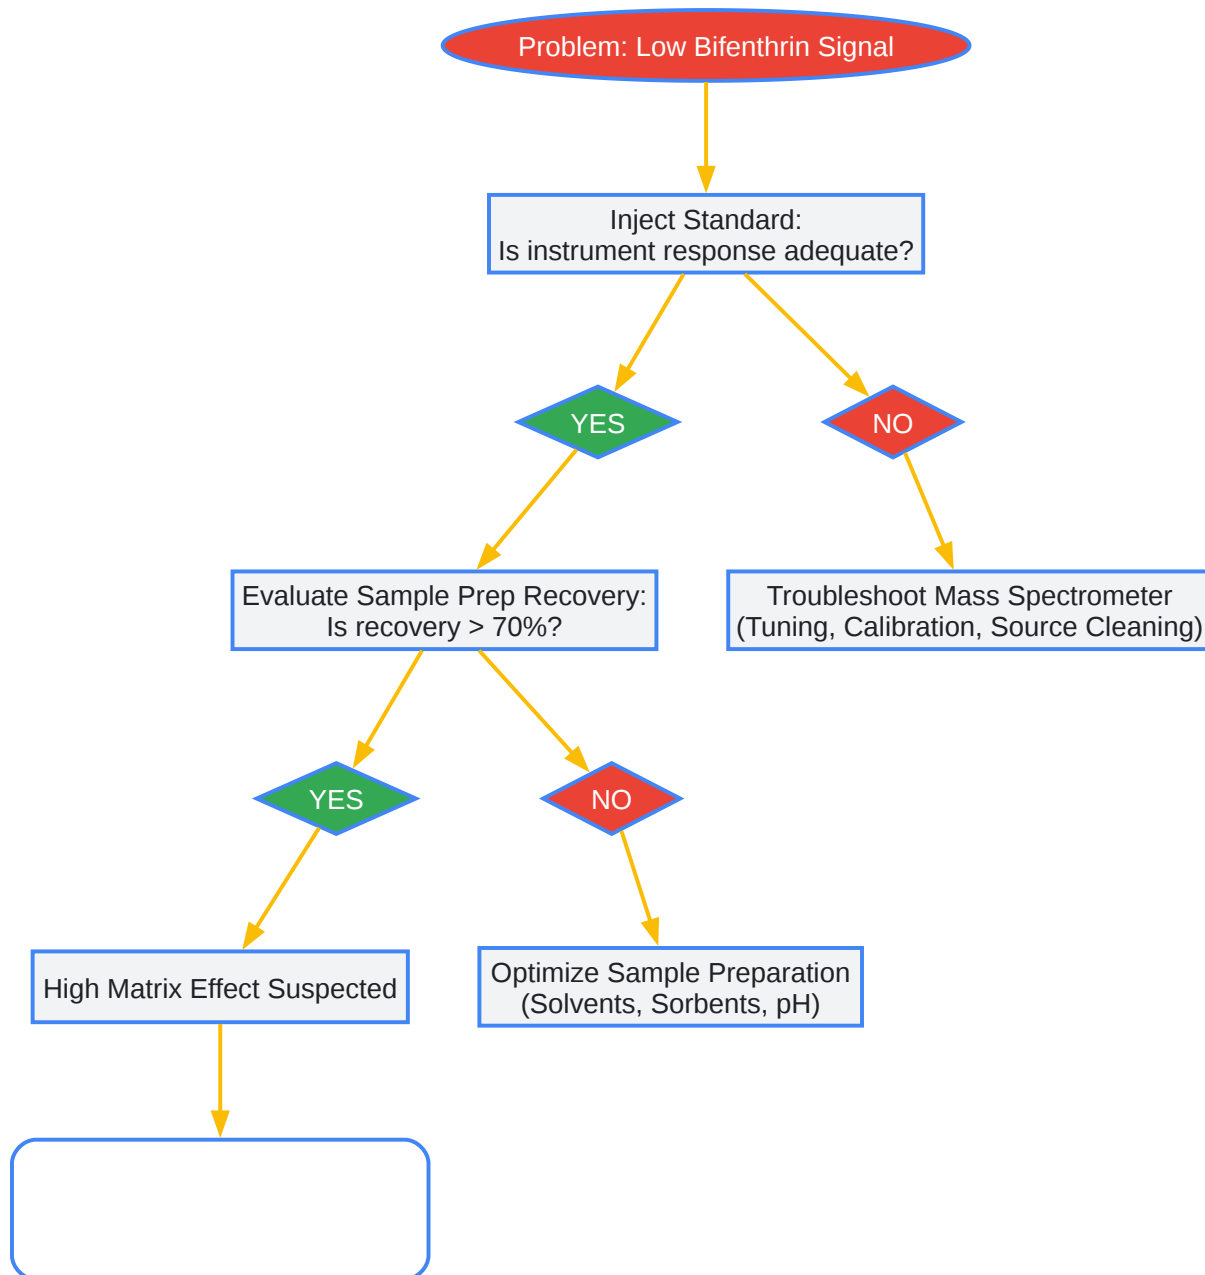 Problem: Low Bifenthrin Signal
Inject Standard:
Is instrument response adequate?
YES
NO
Evaluate Sample Prep Recovery:
Is recovery > 70%?
Troubleshoot Mass Spectrometer
(Tuning, Calibration, Source Cleaning)
YES
NO
High Matrix Effect Suspected
Optimize Sample Preparation
(Solvents, Sorbents, pH)